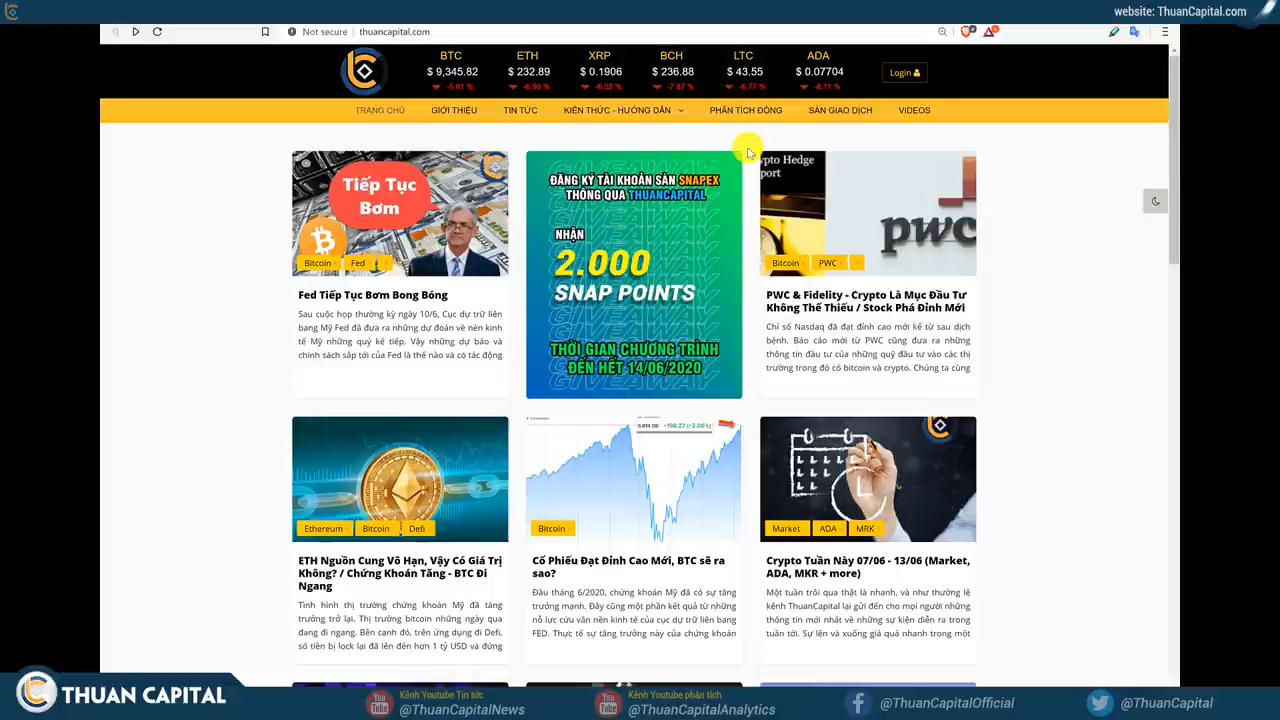 website: ThuanCapital.com
Not secure
thuancapital.com
BTC
ETH
XRP
BCH
LTC
ADA
$ 9,345.82
$ 232.89
$ 0.1906
$ 236.88
$ 43.55
$ 0.07704
-5.81 %
-6.50 %
-6.02 %
-7.87 %
-6.77 %
-6.11 %
Login
TRANG CHỦ
GIỚI THIỆU
TIN TỨC
KIẾN THỨC - HƯỚNG DẪN
PHÂN TÍCH ĐỘNG
SÀN GIAO DỊCH
VIDEOS
Tiếp Tục
Bơm
Bitcoin
Fed
Fed Tiếp Tục Bơm Bong Bóng
Sau cuộc họp thường kỳ ngày 10/6, Cục dự trữ liên
bang Mỹ Fed đã đưa ra những dự đoán về nền kinh
tế Mỹ những quý kế tiếp. Vậy những dự báo và
chính sách sắp tới của Fed là thế nào và có tác động
ĐĂNG KÝ TÀI KHOẢN SÀN SNAPEX
THÔNG QUA THUANCAPITAL
NHẬN
2.000
SNAP POINTS
THỜI GIAN CHƯƠNG TRÌNH
ĐẾN HẾT 14/06/2020
GIVEAWAY
ypto Hedge
port
pwc
Bitcoin
PWC
PWC & Fidelity - Crypto Là Mục Đầu Tư
Không Thể Thiếu / Stock Phá Đỉnh Mới
Chỉ số Nasdaq đã đạt đỉnh cao mới kể từ sau dịch
bệnh. Báo cáo mới từ PWC cũng đưa ra những
thông tin đầu tư của những quỹ đầu tư vào các thị
trường trong đó có bitcoin và crypto. Chúng ta cùng
Ethereum
Bitcoin
Defi
ETH Nguồn Cung Vô Hạn, Vậy Có Giá Trị
Không? / Chứng Khoán Tăng - BTC Đi
Ngang
Tình hình thị trường chứng khoán Mỹ đã tăng
trưởng trở lại. Thị trường bitcoin những ngày qua
đang đi ngang. Bên cạnh đó, trên ứng dụng đi Defi,
số tiền bị lock lại đã lên đến hơn 1 tỷ USD và đứng
9,814.08
+198.27 (+2.06%)
Bitcoin
Cổ Phiếu Đạt Đỉnh Cao Mới, BTC sẽ ra
sao?
Đầu tháng 6/2020, chứng khoán Mỹ đã có sự tăng
trưởng mạnh. Đây cũng một phần kết quả từ những
nỗ lực cứu vãn nền kinh tế của cục dự trữ liên bang
FED. Thực tế sự tăng trưởng này của chứng khoán
Market
ADA
MRK
Crypto Tuần Này 07/06 - 13/06 (Market,
ADA, MKR + more)
Một tuần trôi qua thật là nhanh, và như thường lệ
kênh ThuanCapital lại gửi đến cho mọi người những
thông tin mới nhất về những sự kiện diễn ra trong
tuần tới. Sự lên và xuống giá quá nhanh trong một
THUAN CAPITAL
You
Tube
Kênh Youtube Tin tức
@ThuanCapitalNews
You
Tube
Kênh Youtube phân tích
@ThuanCapitalAnalytics
@ThuanCapitalOfficial
@ThuanCapital